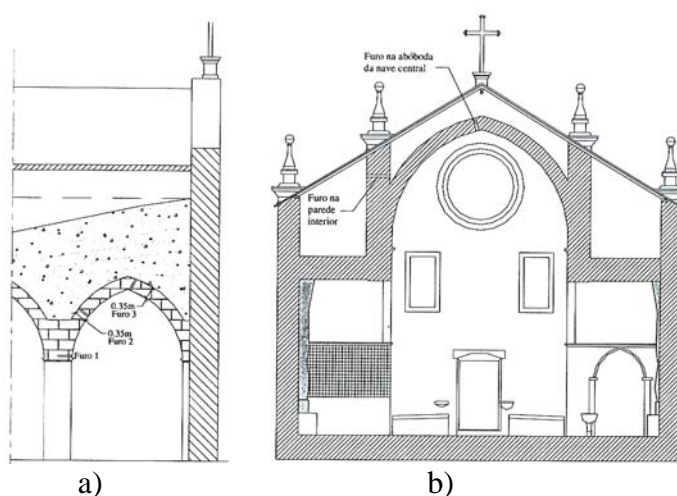 0.35m
Furo 3
0.35m
Furo 2
Furo 1
Furo na abóboda
da nave central
Furo na
parede
interior
a)
b)